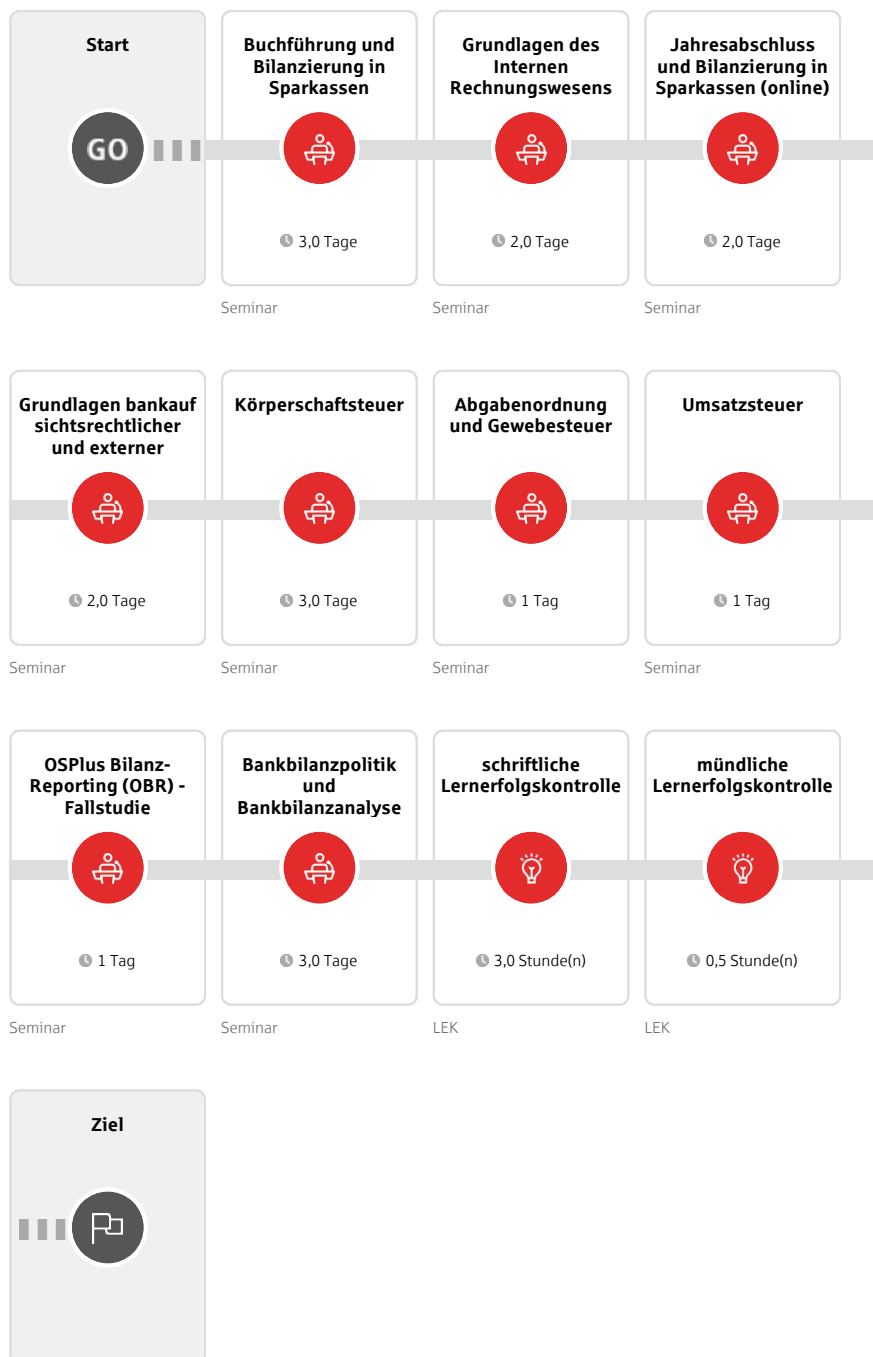 Start
GO
Buchführung und
Bilanzierung in
Sparkassen
3,0 Tage
Seminar
Grundlagen des
Internen
Rechnungswesens
2,0 Tage
Seminar
Jahresabschluss
und Bilanzierung in
Sparkassen (online)
2,0 Tage
Seminar
Grundlagen bankauf
sichtsrechtlicher
und externer
2,0 Tage
Seminar
Körperschaftsteuer
3,0 Tage
Seminar
Abgabenordnung
und Gewebesteuer
1 Tag
Seminar
Umsatzsteuer
1 Tag
Seminar
OSPlus Bilanz-
Reporting (OBR) -
Fallstudie
1 Tag
Seminar
Bankbilanzpolitik
und
Bankbilanzanalyse
3,0 Tage
Seminar
schriftliche
Lernerfolgskontrolle
3,0 Stunde(n)
LEK
mündliche
Lernerfolgskontrolle
0,5 Stunde(n)
LEK
Ziel